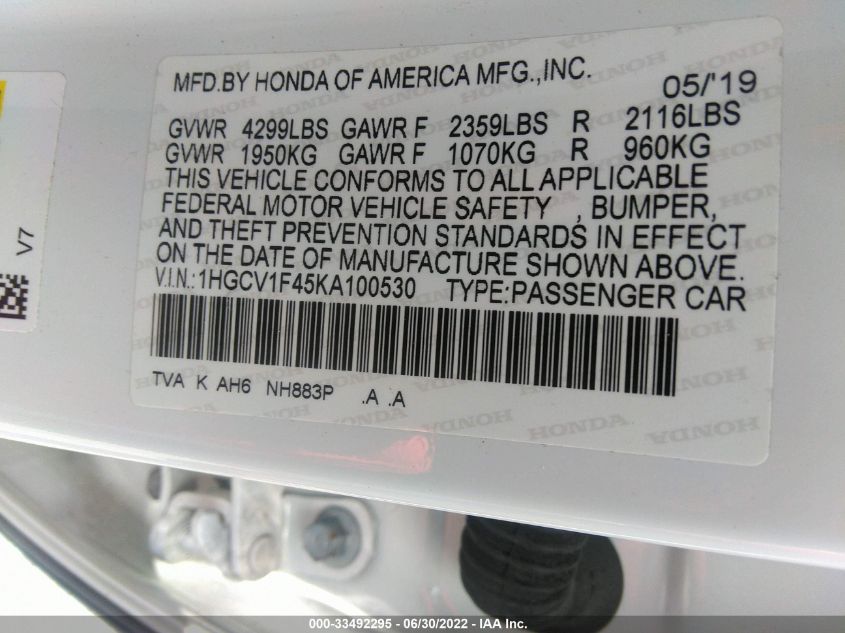 MFD.BY HONDA OF AMERICA MFG.,INC. 05/'19
GVWR 4299LBS GAWR F 2359LBS R 2116LBS
GVWR 1950KG GAWR F 1070KG R 960KG
THIS VEHICLE CONFORMS TO ALL APPLICABLE
FEDERAL MOTOR VEHICLE SAFETY , BUMPER,
AND THEFT PREVENTION STANDARDS IN EFFECT
ON THE DATE OF MANUFACTURE SHOWN ABOVE.
V.I.N.:1HGCV1F45KA100530 TYPE:PASSENGER CAR
TVA K AH6 NH883P .A .A
V7
HONDA HONDA HONDA HONDA
000-33492295 - 06/30/2022 - IAA Inc.